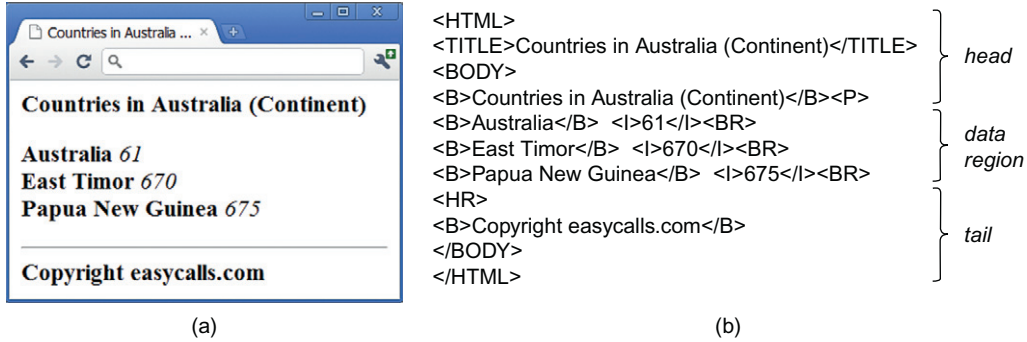 Countries in Australia ...
Countries in Australia (Continent)
Australia 61
East Timor 670
Papua New Guinea 675
Copyright easycalls.com
(a)
<HTML>
<TITLE>Countries in Australia (Continent)</TITLE>
<BODY>
<B>Countries in Australia (Continent)</B><P>
<B>Australia</B> <I>61</I><BR>
<B>East Timor</B> <I>670</I><BR>
<B>Papua New Guinea</B> <I>675</I><BR>
<HR>
<B>Copyright easycalls.com</B>
</BODY>
</HTML>
head
data
region
tail
(b)